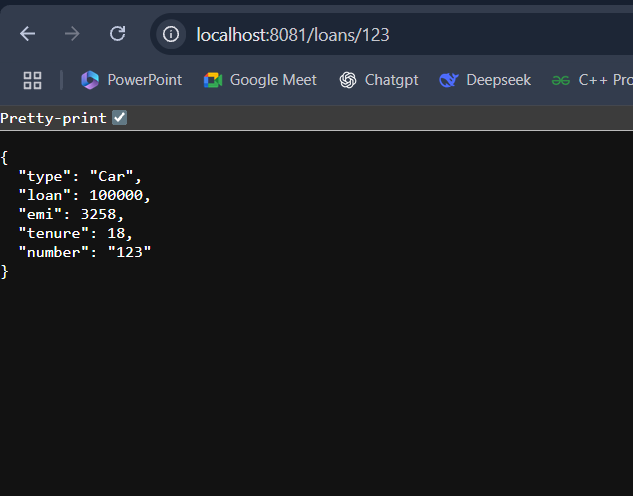 localhost:8081/loans/123
PowerPoint Google Meet Chatgpt Deepseek C++ Pro
Pretty-print
{
  "type": "Car",
  "loan": 100000,
  "emi": 3258,
  "tenure": 18,
  "number": "123"
}